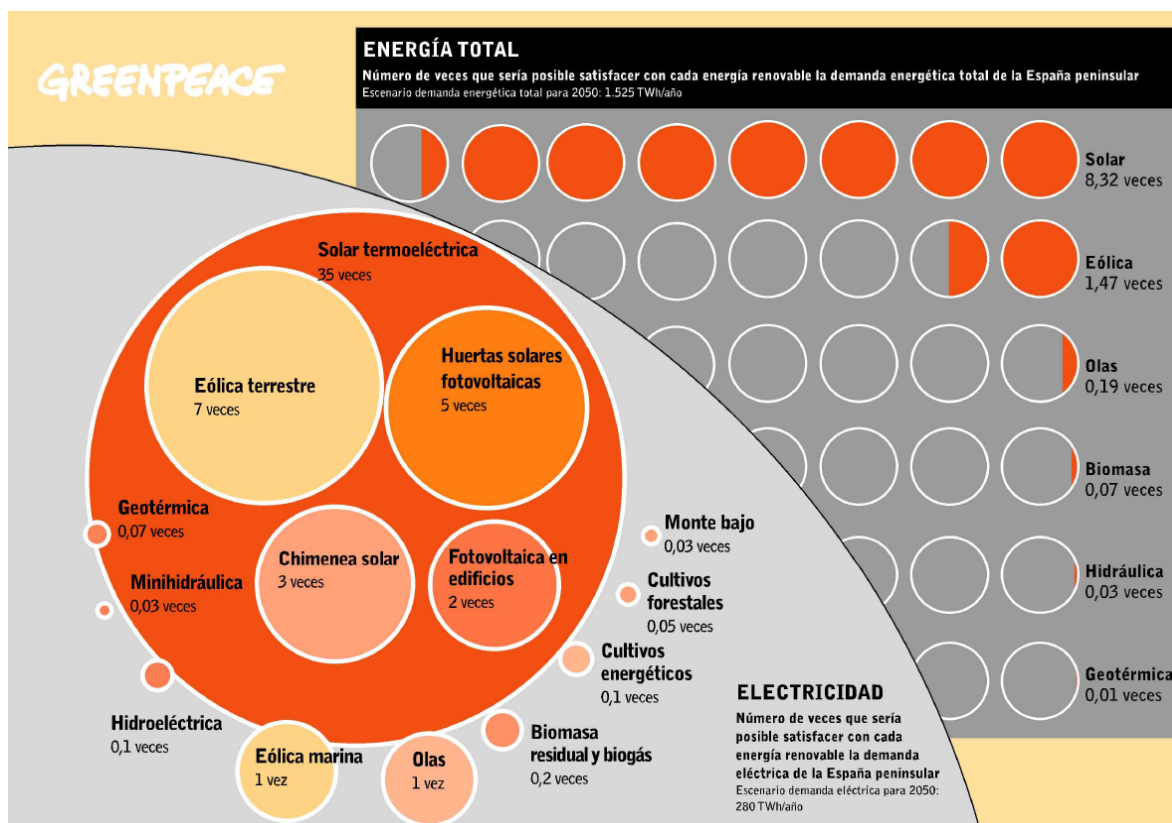 GREENPEACE
ENERGÍA TOTAL
Número de veces que sería posible satisfacer con cada energía renovable la demanda energética total de la España peninsular
Escenario demanda energética total para 2050: 1.525 TWh/año
Solar
8,32 veces
Eólica
1,47 veces
Olas
0,19 veces
Biomasa
0,07 veces
Hidráulica
0,03 veces
Geotérmica
0,01 veces
Solar termoeléctrica
35 veces
Eólica terrestre
7 veces
Huertas solares
fotovoltaicas
5 veces
Geotérmica
0,07 veces
Chimenea solar
3 veces
Fotovoltaica en
edificios
2 veces
Monte bajo
0,03 veces
Minihidráulica
0,03 veces
Cultivos
forestales
0,05 veces
Cultivos
energéticos
0,1 veces
Hidroeléctrica
0,1 veces
Eólica marina
1 vez
Olas
1 vez
Biomasa
residual y biogás
0,2 veces
ELECTRICIDAD
Número de veces que sería
posible satisfacer con cada
energía renovable la demanda
eléctrica de la España peninsular
Escenario demanda eléctrica para 2050:
280 TWh/año